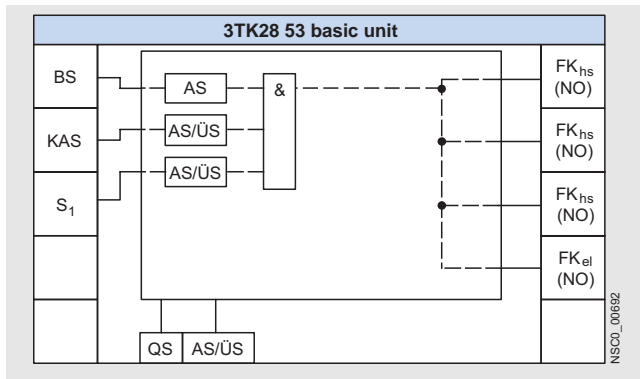 3TK28 53 basic unit
BS
AS
&
FKhs
(NO)
KAS
AS/ÜS
FKhs
(NO)
S1
AS/ÜS
FKhs
(NO)
FKel
(NO)
QS
AS/ÜS
NSC0_00692